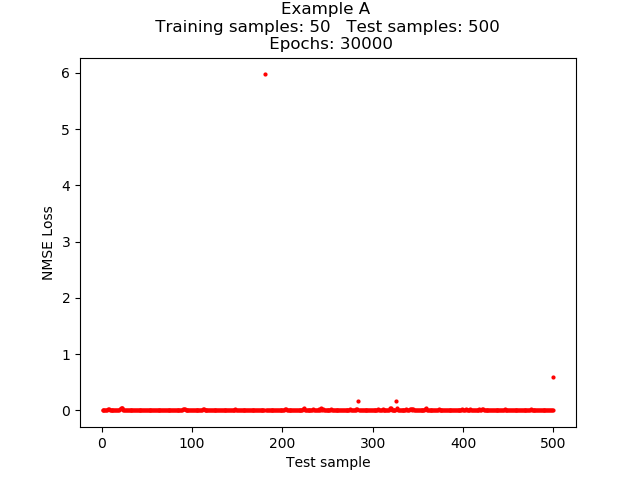 Example A
Training samples: 50   Test samples: 500
Epochs: 30000
6
5
4
3
2
1
0
NMSE Loss
0 100 200 300 400 500
Test sample